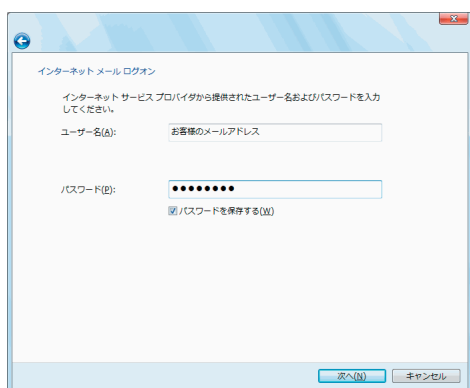 インターネット メール ログオン
インターネット サービス プロバイダから提供されたユーザー名およびパスワードを入力
してください。
ユーザー名(A): お客様のメールアドレス
パスワード(P): ●●●●●●●●
パスワードを保存する(W)
次へ(N) キャンセル